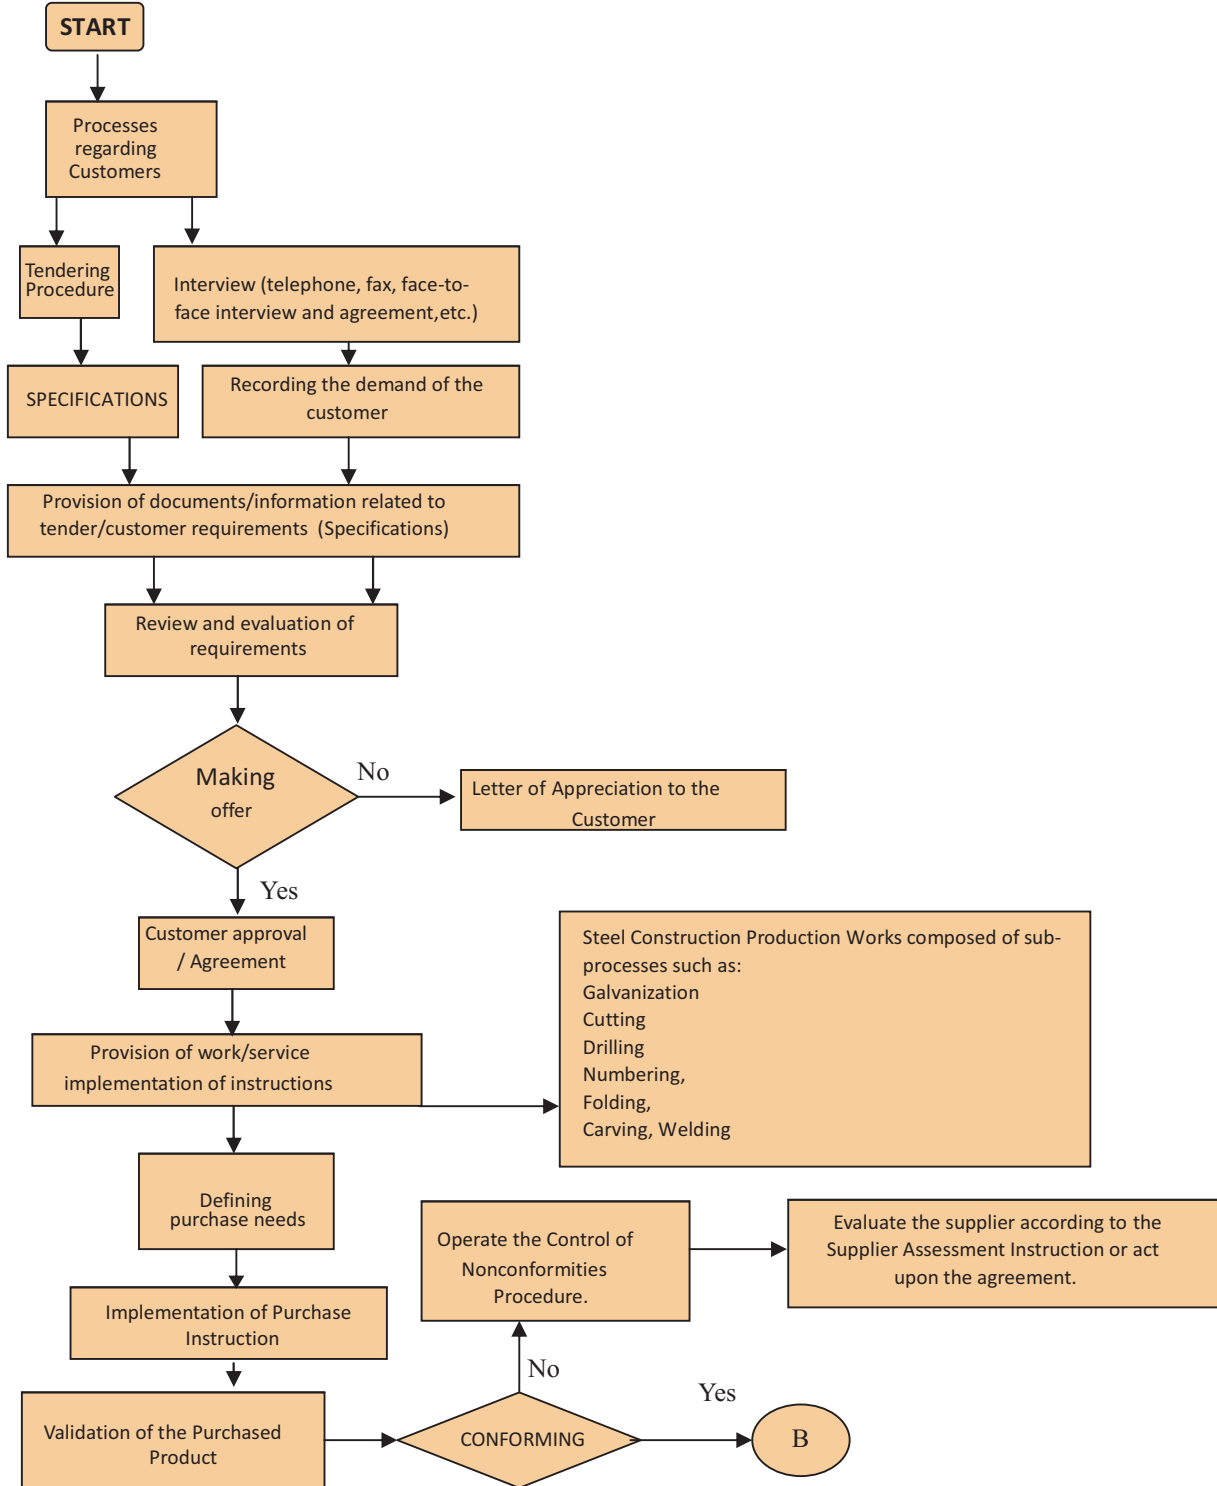 START
Processes
regarding
Customers
Tendering
Procedure
Interview (telephone, fax, face-to-
face interview and agreement,etc.)
SPECIFICATIONS
Recording the demand of the
customer
Provision of documents/information related to
tender/customer requirements (Specifications)
Review and evaluation of
requirements
Making
offer
No
Letter of Appreciation to the
Customer
Yes
Customer approval
/ Agreement
Steel Construction Production Works composed of sub-
processes such as:
Galvanization
Cutting
Drilling
Numbering,
Folding,
Carving, Welding
Provision of work/service
implementation of instructions
Defining
purchase needs
Operate the Control of
Nonconformities
Procedure.
Evaluate the supplier according to the
Supplier Assessment Instruction or act
upon the agreement.
Implementation of Purchase
Instruction
No
Yes
Validation of the Purchased
Product
CONFORMING
B